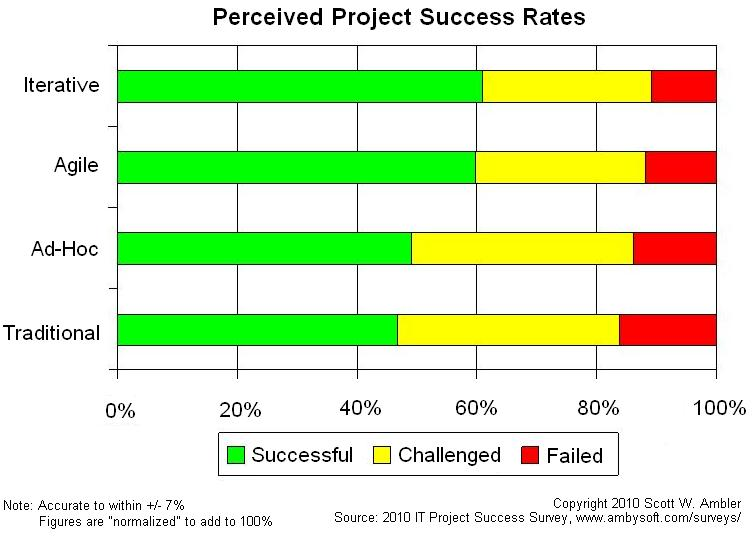 Perceived Project Success Rates
Iterative
Agile
Ad-Hoc
Traditional
0% 20% 40% 60% 80% 100%
Successful Challenged Failed
Note: Accurate to within +/- 7%
Figures are "normalized" to add to 100%
Copyright 2010 Scott W. Ambler
Source: 2010 IT Project Success Survey, www.ambysoft.com/surveys/